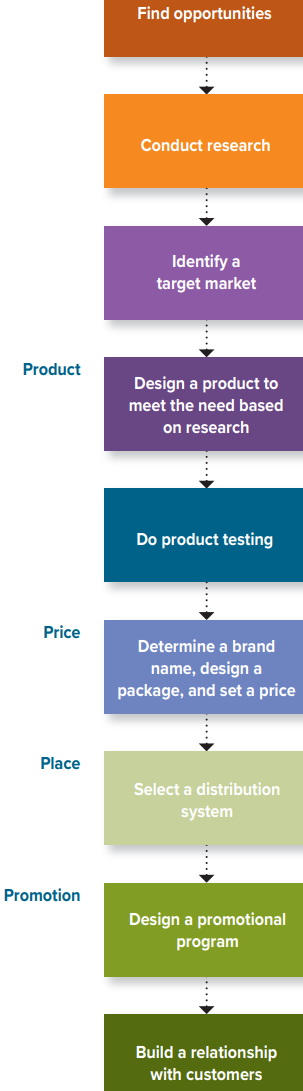 Find opportunities
Conduct research
Identify a
target market
Product
Design a product to
meet the need based
on research
Do product testing
Price
Determine a brand
name, design a
package, and set a price
Place
Select a distribution
system
Promotion
Design a promotional
program
Build a relationship
with customers